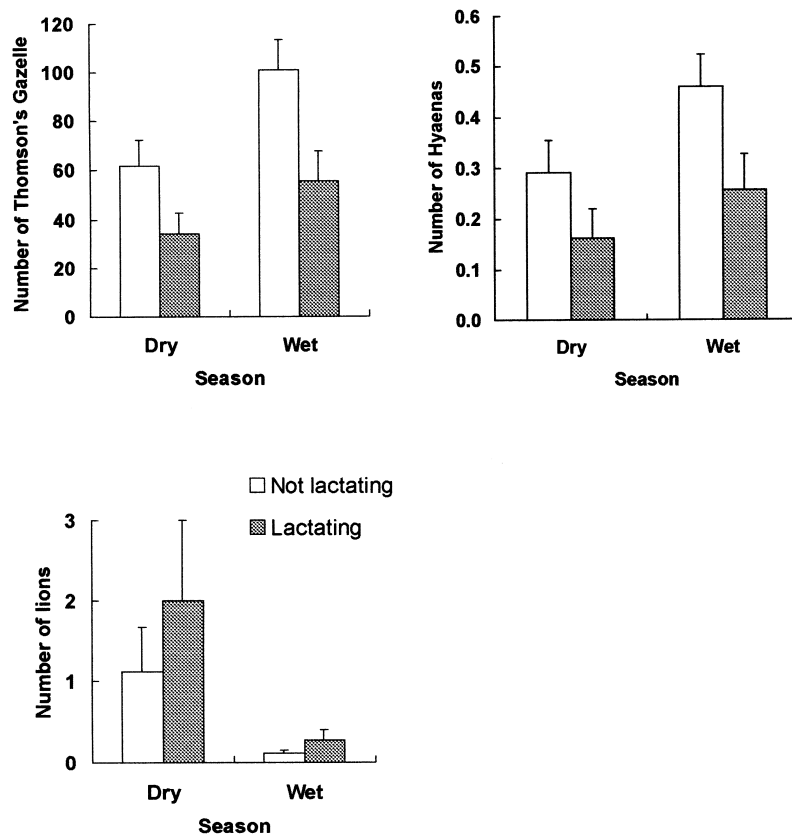 Number of Thomson's Gazelle
120
100
80
60
40
20
0
Dry
Wet
Season
Number of Hyaenas
0.6
0.5
0.4
0.3
0.2
0.1
0.0
Dry
Wet
Season
Not lactating
Lactating
Number of lions
3
2
1
0
Dry
Wet
Season